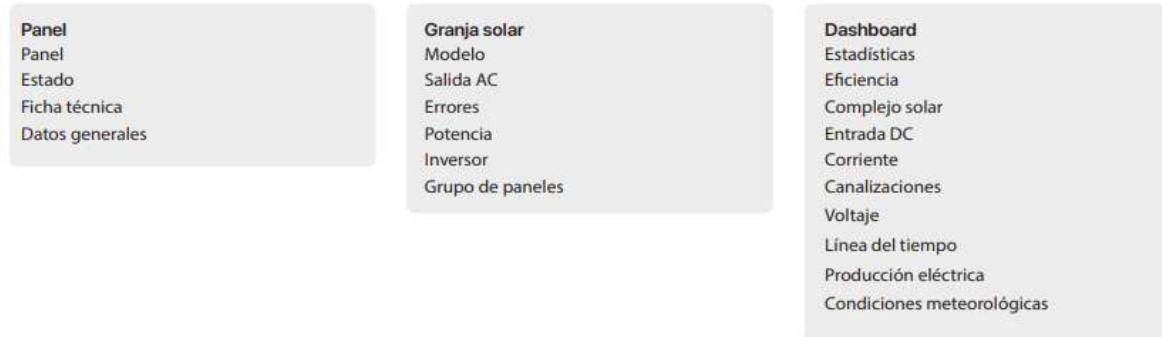 Panel
Panel
Estado
Ficha técnica
Datos generales
Granja solar
Modelo
Salida AC
Errores
Potencia
Inversor
Grupo de paneles
Dashboard
Estadísticas
Eficiencia
Complejo solar
Entrada DC
Corriente
Canalizaciones
Voltaje
Línea del tiempo
Producción eléctrica
Condiciones meteorológicas